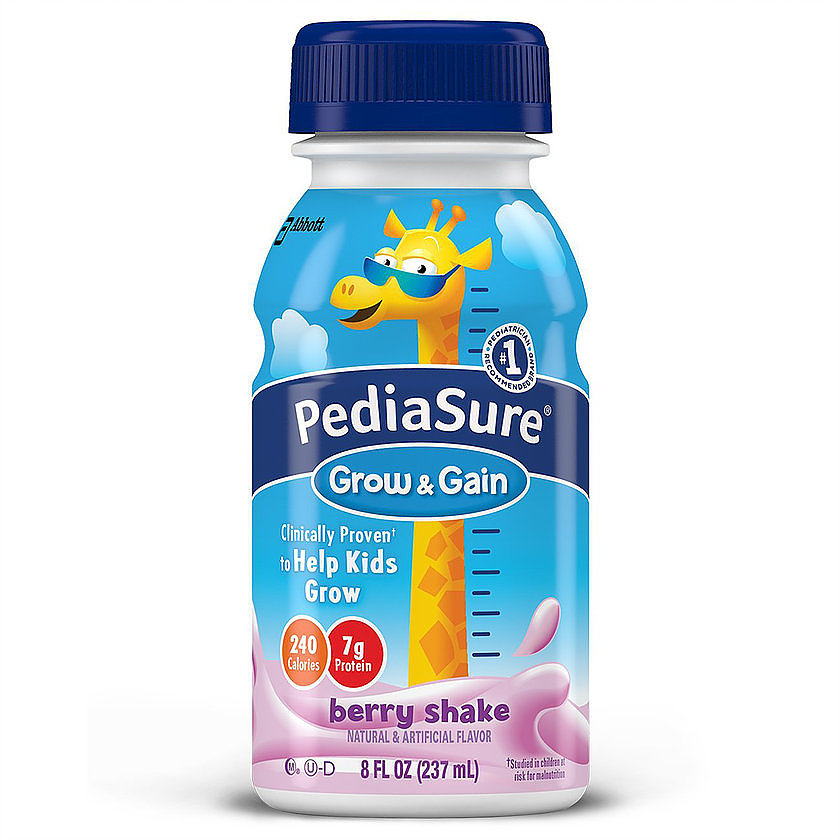 Abbott
PEDIATRICIAN
#1
RECOMMENDED BRAND
PediaSure®
Grow & Gain
Clinically Proven†
to Help Kids
Grow
240
Calories
7g
Protein
berry shake
NATURAL & ARTIFICIAL FLAVOR
U-D
8 FL OZ (237 mL)
†Studied in children at
risk for malnutrition